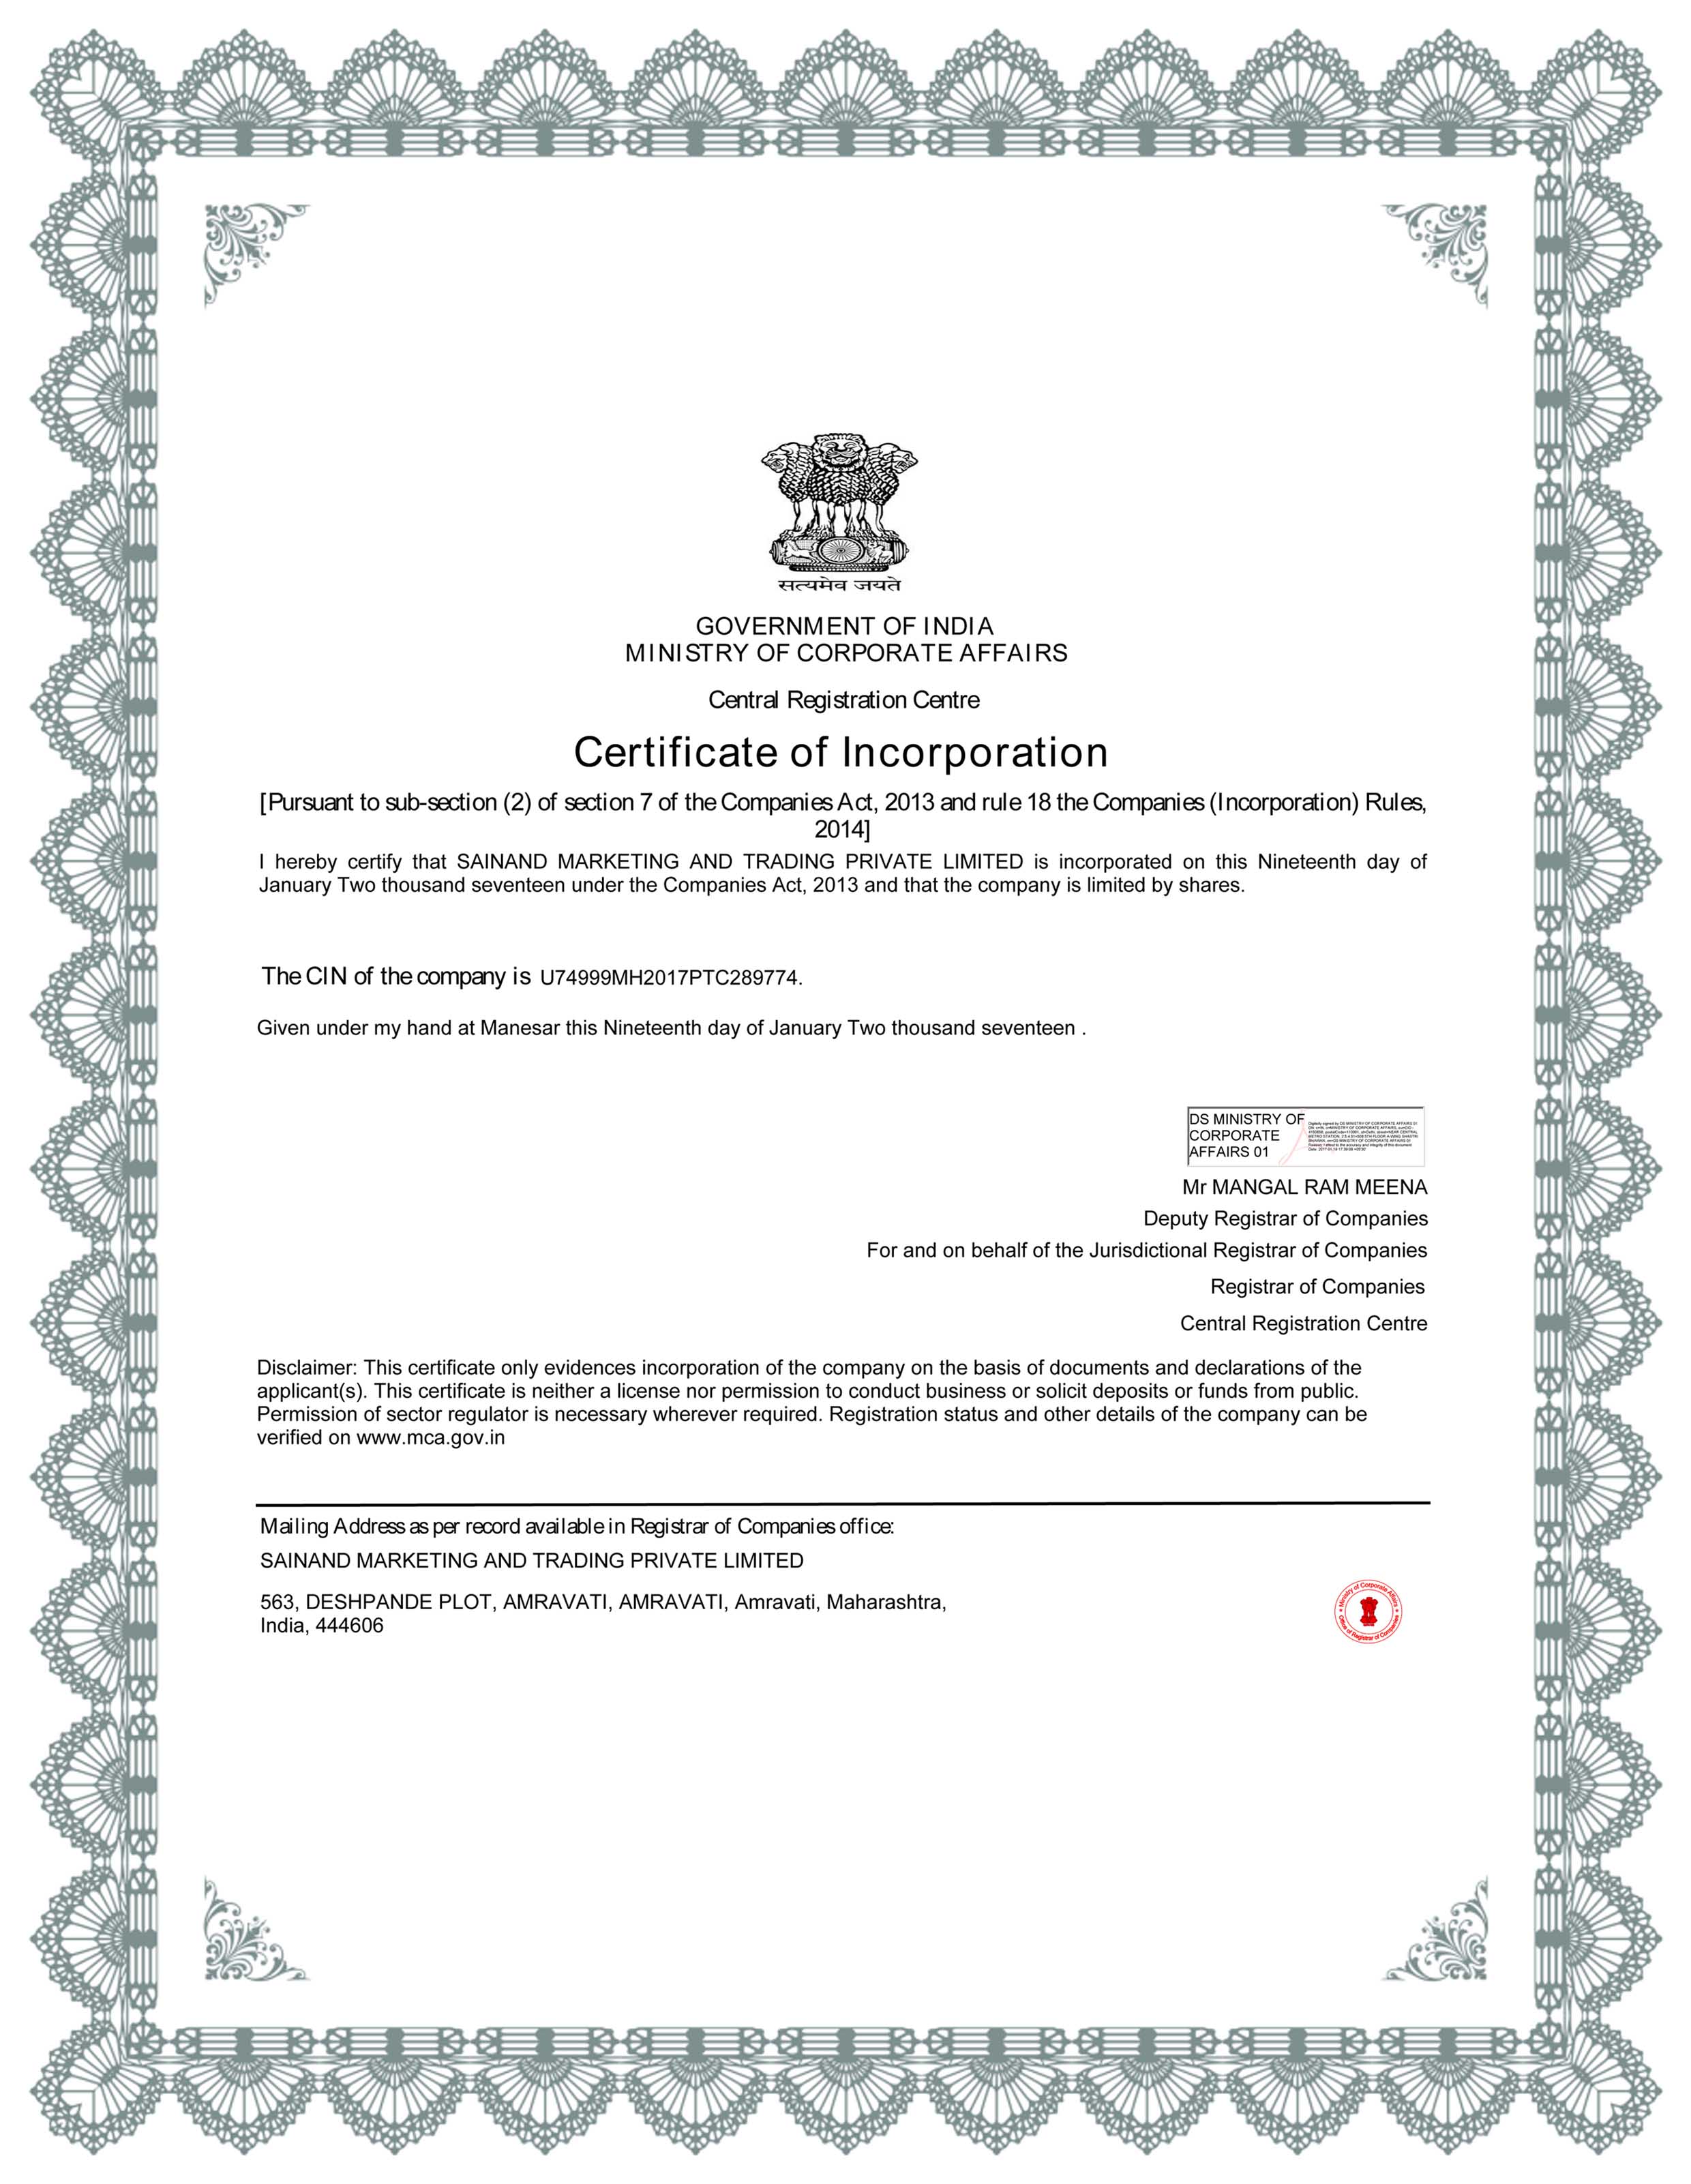 सत्यमेव जयते
GOVERNMENT OF INDIA
MINISTRY OF CORPORATE AFFAIRS
Central Registration Centre
Certificate of Incorporation
[Pursuant to sub-section (2) of section 7 of the Companies Act, 2013 and rule 18 the Companies (Incorporation) Rules,
2014]
I hereby certify that SAINAND MARKETING AND TRADING PRIVATE LIMITED is incorporated on this Nineteenth day of
January Two thousand seventeen under the Companies Act, 2013 and that the company is limited by shares.
The CIN of the company is U74999MH2017PTC289774.
Given under my hand at Manesar this Nineteenth day of January Two thousand seventeen .
DS MINISTRY OF
CORPORATE
AFFAIRS 01
Digitally signed by DS MINISTRY OF CORPORATE AFFAIRS 01
Mr MANGAL RAM MEENA
Deputy Registrar of Companies
For and on behalf of the Jurisdictional Registrar of Companies
Registrar of Companies
Central Registration Centre
Disclaimer: This certificate only evidences incorporation of the company on the basis of documents and declarations of the
applicant(s). This certificate is neither a license nor permission to conduct business or solicit deposits or funds from public.
Permission of sector regulator is necessary wherever required. Registration status and other details of the company can be
verified on www.mca.gov.in
Mailing Address as per record available in Registrar of Companies office:
SAINAND MARKETING AND TRADING PRIVATE LIMITED
563, DESHPANDE PLOT, AMRAVATI, AMRAVATI, Amravati, Maharashtra,
India, 444606
Ministry of Corporate Affairs
Office of Registrar of Companies